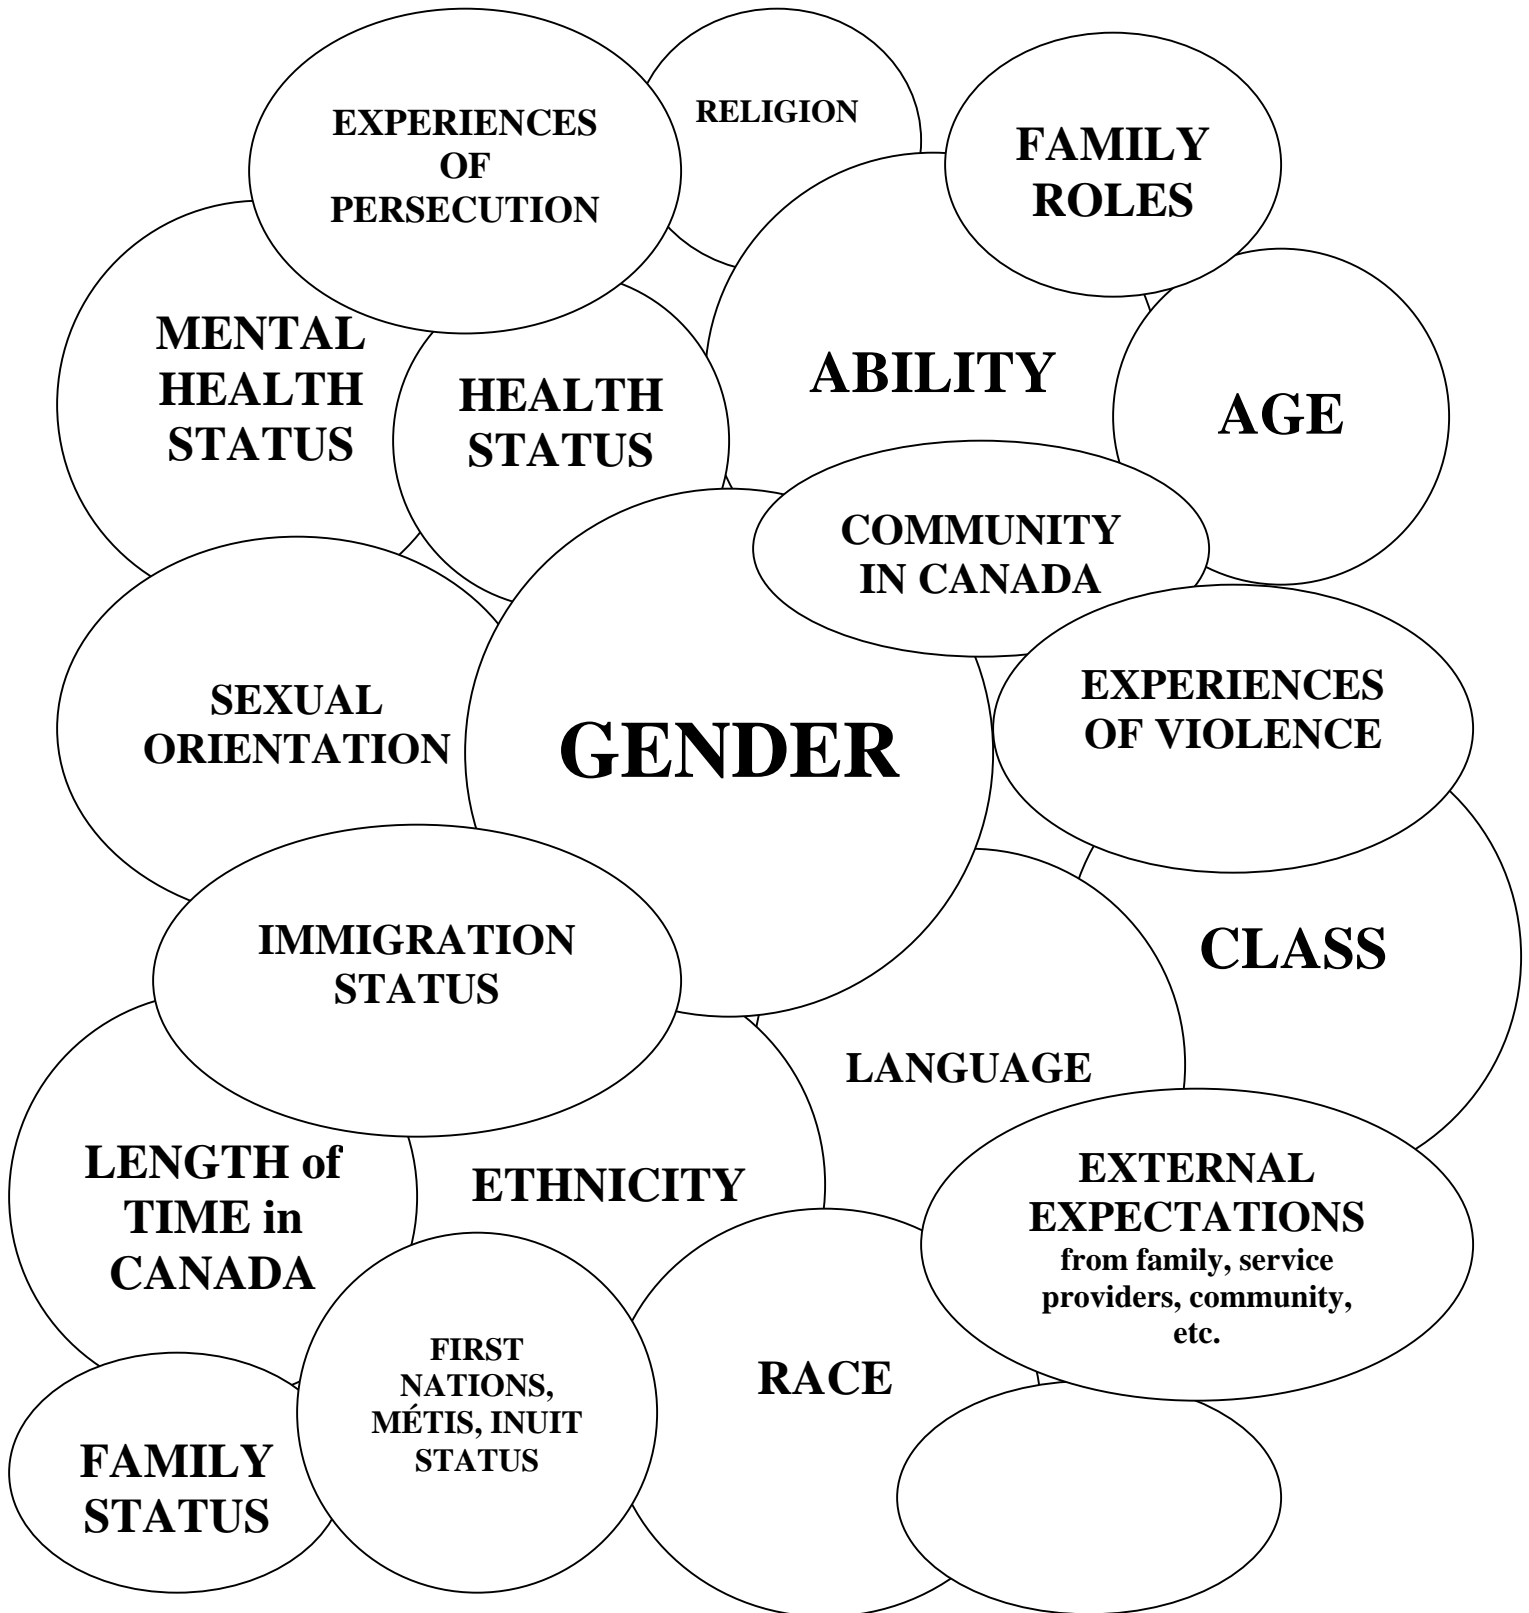 EXPERIENCES
OF
PERSECUTION
RELIGION
FAMILY
ROLES
MENTAL
HEALTH
STATUS
HEALTH
STATUS
ABILITY
AGE
COMMUNITY
IN CANADA
SEXUAL
ORIENTATION
GENDER
EXPERIENCES
OF VIOLENCE
IMMIGRATION
STATUS
CLASS
LANGUAGE
LENGTH of
TIME in
CANADA
ETHNICITY
EXTERNAL
EXPECTATIONS
from family, service
providers, community,
etc.
FIRST
NATIONS,
MÉTIS, INUIT
STATUS
RACE
FAMILY
STATUS